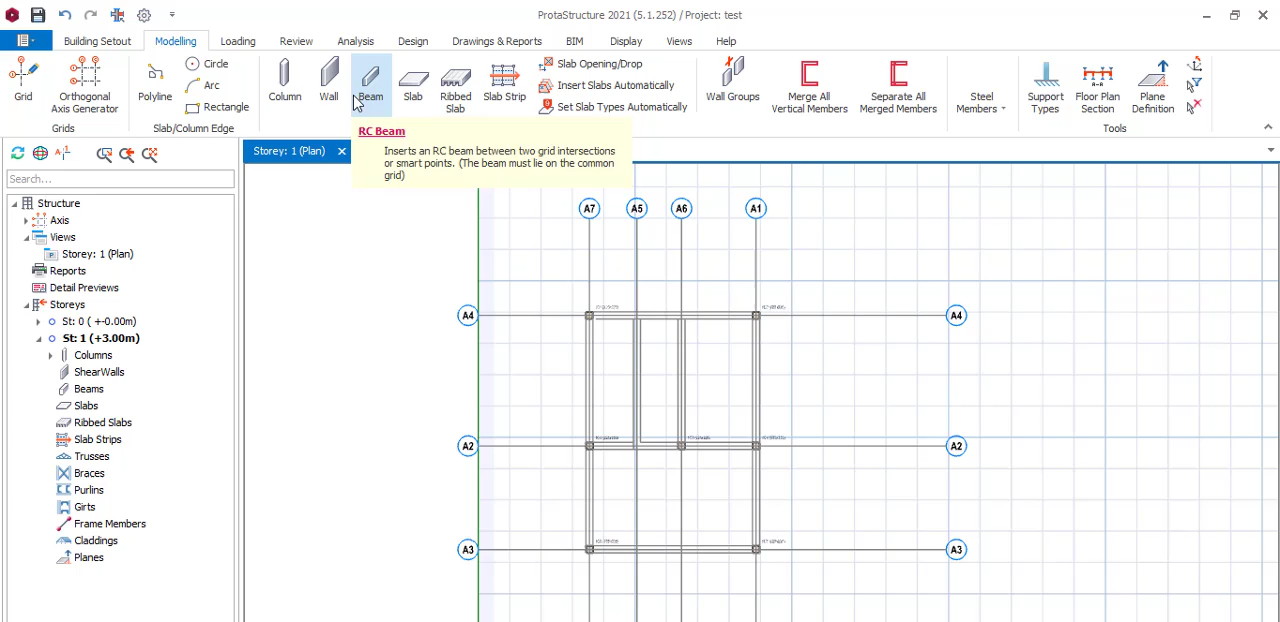 ProtaStructure 2021 (5.1.252) / Project: test
Building Setout
Modelling
Loading
Review
Analysis
Design
Drawings & Reports
BIM
Display
Views
Help
Grid
Orthogonal
Axis Generator
Grids
Polyline
Circle
Arc
Rectangle
Slab/Column Edge
Column
Wall
Beam
Slab
Ribbed
Slab
Slab Strip
Slab Opening/Drop
Insert Slabs Automatically
Set Slab Types Automatically
Wall Groups
Merge All
Vertical Members
Separate All
Merged Members
Steel
Members
Support
Types
Floor Plan
Section
Plane
Definition
Tools
RC Beam
Inserts an RC beam between two grid intersections
or smart points. (The beam must lie on the common
grid)
Search...
Storey: 1 (Plan)
Structure
Axis
Views
Storey: 1 (Plan)
Reports
Detail Previews
Storeys
St: 0 ( +-0.00m)
St: 1 (+3.00m)
Columns
ShearWalls
Beams
Slabs
Ribbed Slabs
Slab Strips
Trusses
Braces
Purlins
Girts
Frame Members
Claddings
Planes
A7
A5
A6
A1
A4
A4
A2
A2
A3
A3